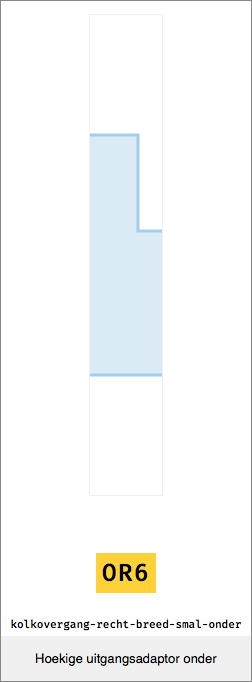 OR6
kolkovergang-recht-breed-smal-onder
Hoekige uitgangsadaptor onder